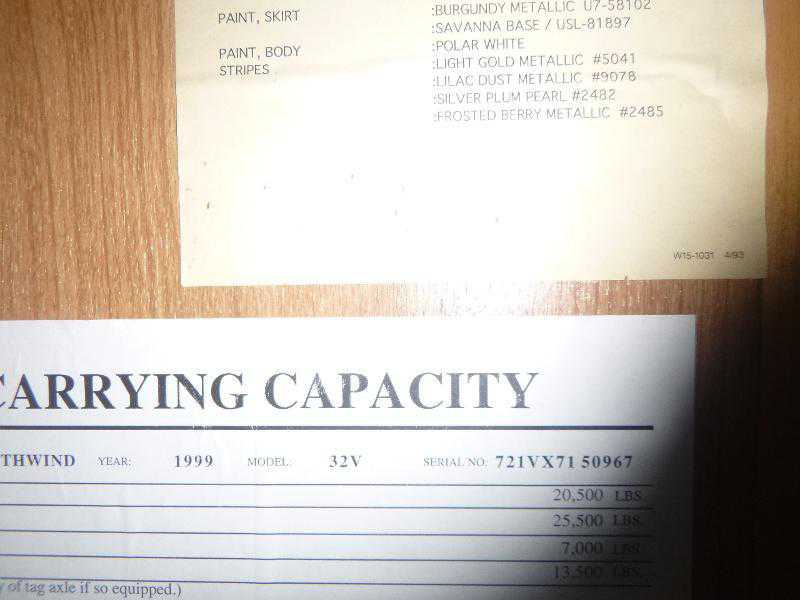 :BURGUNDY METALLIC U7-58102
PAINT, SKIRT :SAVANNA BASE / USL-81897
:POLAR WHITE
PAINT, BODY :LIGHT GOLD METALLIC #5041
STRIPES :LILAC DUST METALLIC #9078
:SILVER PLUM PEARL #2482
:FROSTED BERRY METALLIC #2485
W15-1031 4/93
CARRYING CAPACITY
THWIND YEAR: 1999 MODEL: 32V SERIAL NO: 721VX71 50967
20,500 LBS.
25,500 LBS.
7,000 LBS.
13,500 LBS.
y of tag axle if so equipped.)